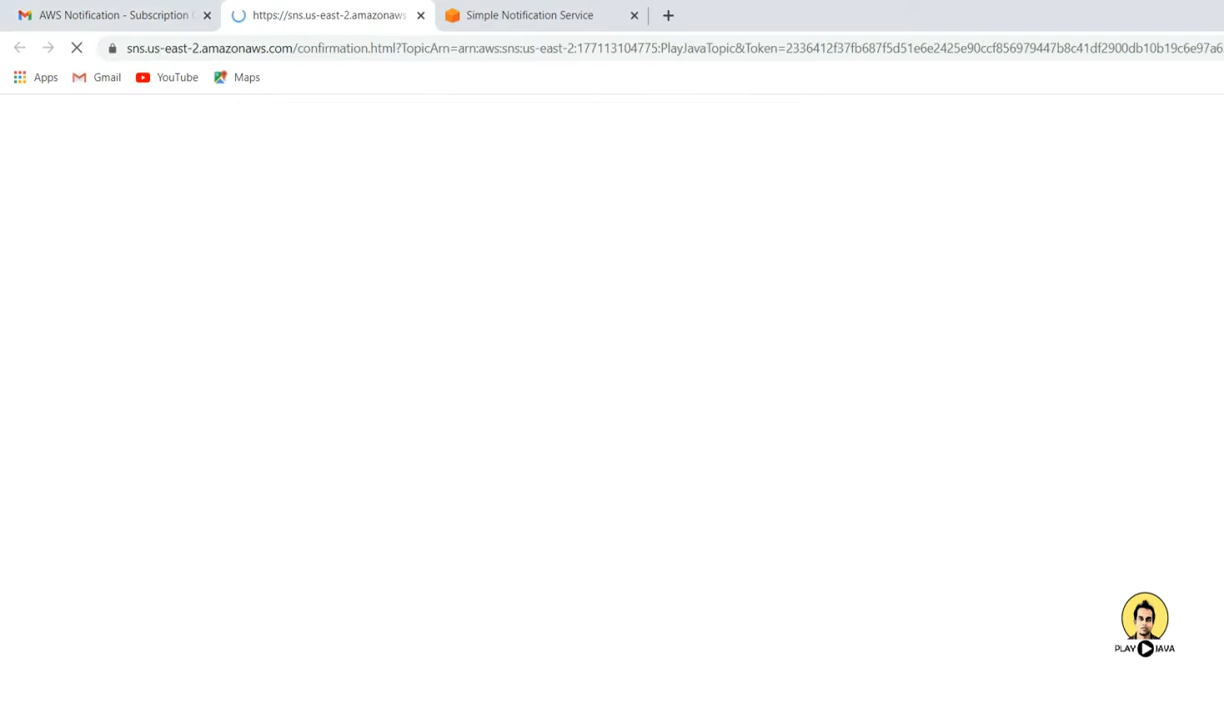 AWS Notification - Subscription
https://sns.us-east-2.amazonaws
Simple Notification Service
sns.us-east-2.amazonaws.com/confirmation.html?TopicArn=arn:aws:sns:us-east-2:177113104775:PlayJavaTopic&Token=2336412f37fb687f5d51e6e2425e90ccf856979447b8c41df2900db10b19c6e97a6
Apps Gmail YouTube Maps
PLAY JAVA